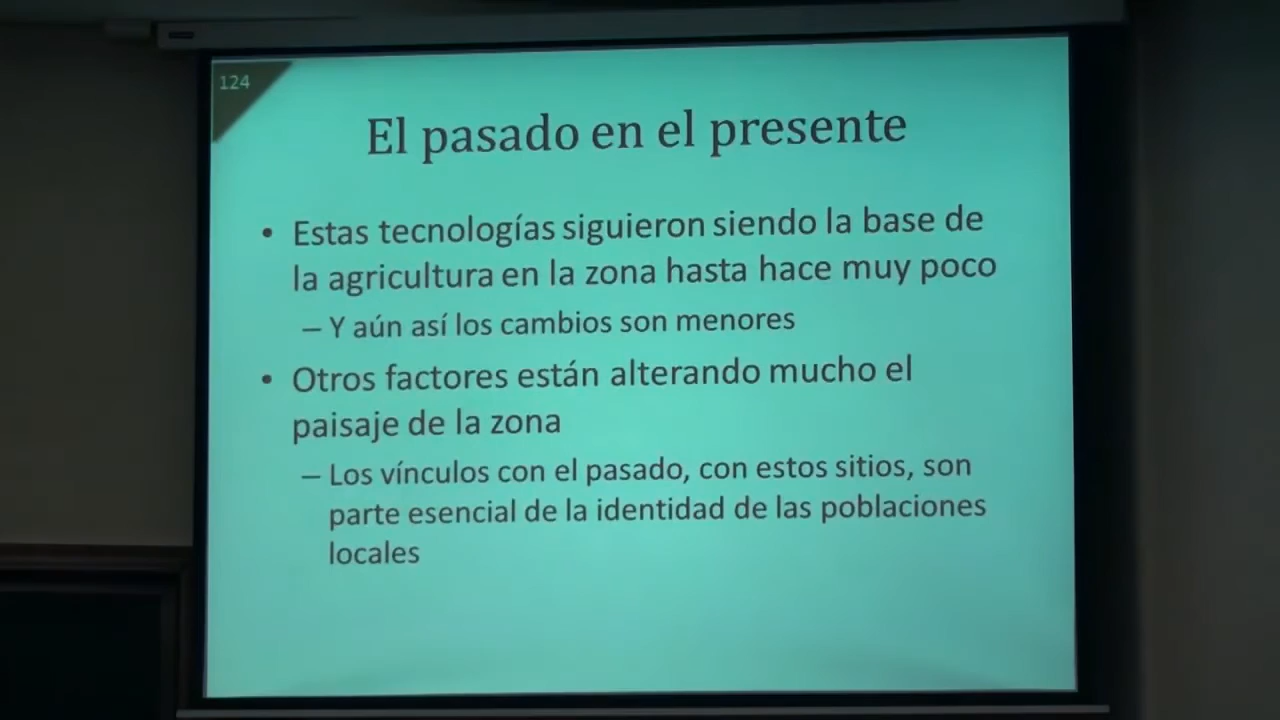 124
El pasado en el presente
• Estas tecnologías siguieron siendo la base de
la agricultura en la zona hasta hace muy poco
– Y aún así los cambios son menores
• Otros factores están alterando mucho el
paisaje de la zona
– Los vínculos con el pasado, con estos sitios, son
parte esencial de la identidad de las poblaciones
locales